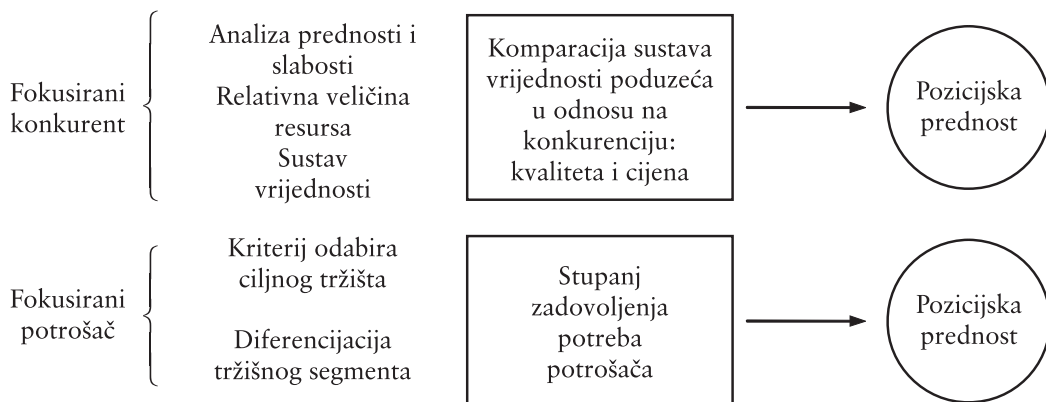 Fokusirani
konkurent
Analiza prednosti i
slabosti
Relativna veličina
resursa
Sustav
vrijednosti
Komparacija sustava
vrijednosti poduzeća
u odnosu na
konkurenciju:
kvaliteta i cijena
Pozicijska
prednost
Fokusirani
potrošač
Kriterij odabira
ciljnog tržišta
Diferencijacija
tržišnog segmenta
Stupanj
zadovoljenja
potreba
potrošača
Pozicijska
prednost